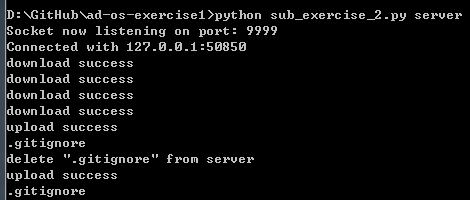 D:\GitHub\ad-os-exercise1>python sub_exercise_2.py server
Socket now listening on port: 9999
Connected with 127.0.0.1:50850
download success
download success
download success
download success
upload success
.gitignore
delete ".gitignore" from server
upload success
.gitignore